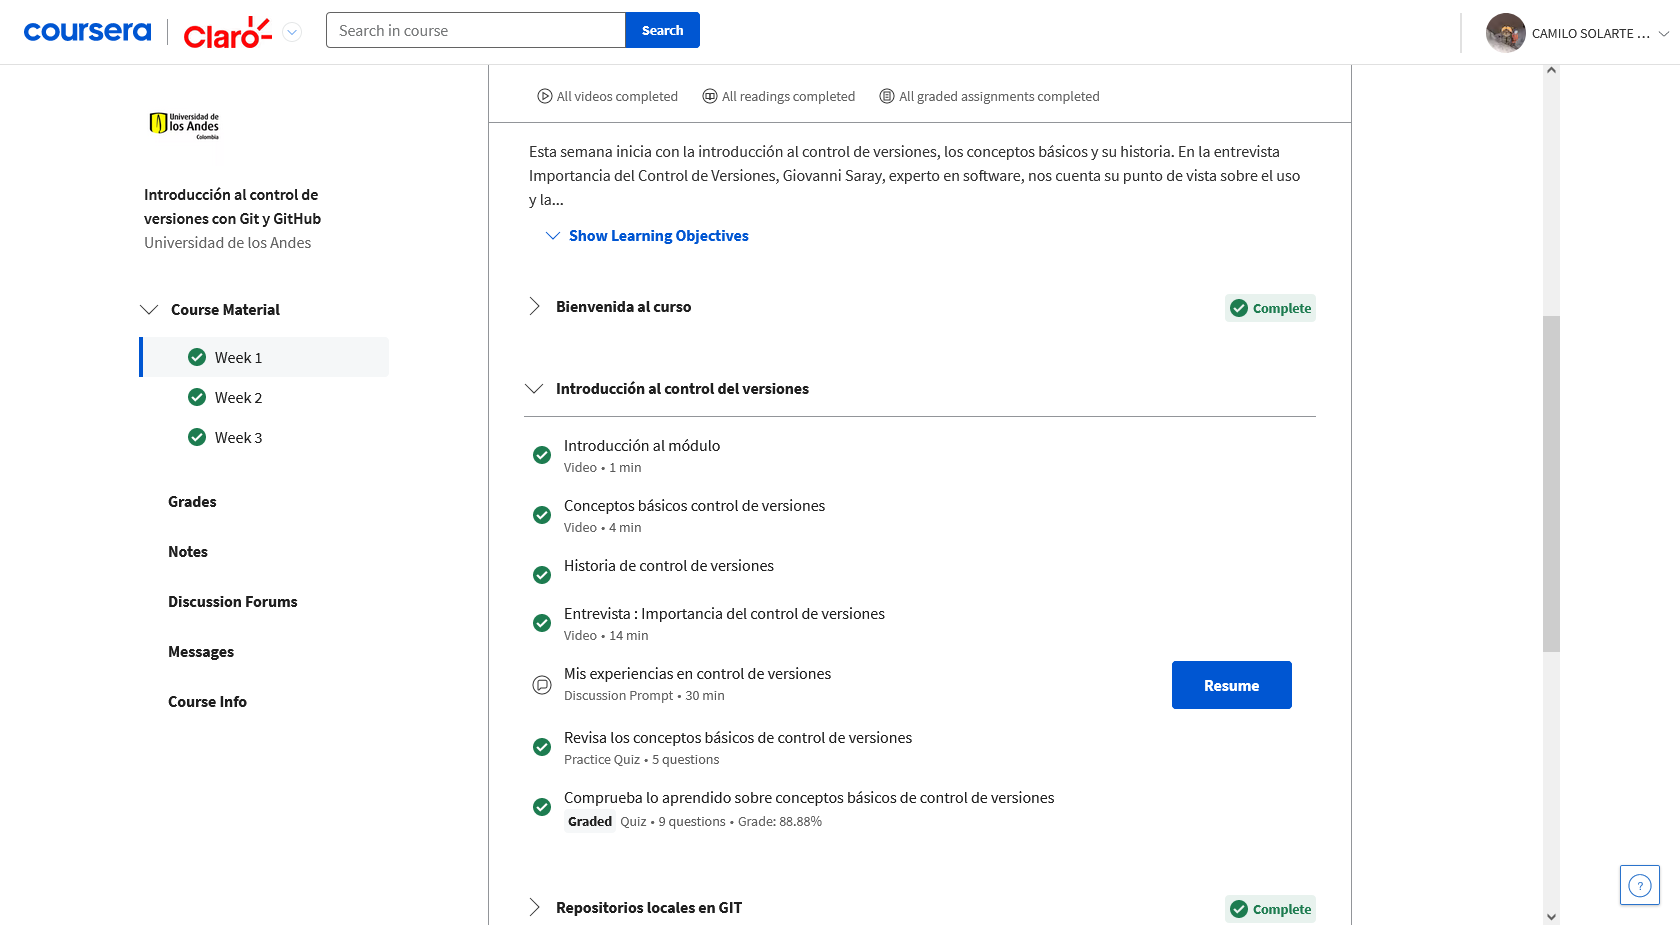 coursera
Claro
Search in course
Search
CAMILO SOLARTE ...
Universidad de
los Andes
Colombia
Introducción al control de
versiones con Git y GitHub
Universidad de los Andes
Course Material
Week 1
Week 2
Week 3
Grades
Notes
Discussion Forums
Messages
Course Info
All videos completed
All readings completed
All graded assignments completed
Esta semana inicia con la introducción al control de versiones, los conceptos básicos y su historia. En la entrevista
Importancia del Control de Versiones, Giovanni Saray, experto en software, nos cuenta su punto de vista sobre el uso
y la...
Show Learning Objectives
Bienvenida al curso
Complete
Introducción al control del versiones
Introducción al módulo
Video • 1 min
Conceptos básicos control de versiones
Video • 4 min
Historia de control de versiones
Entrevista : Importancia del control de versiones
Video • 14 min
Mis experiencias en control de versiones
Discussion Prompt • 30 min
Resume
Revisa los conceptos básicos de control de versiones
Practice Quiz • 5 questions
Comprueba lo aprendido sobre conceptos básicos de control de versiones
Graded Quiz • 9 questions • Grade: 88.88%
Repositorios locales en GIT
Complete
?